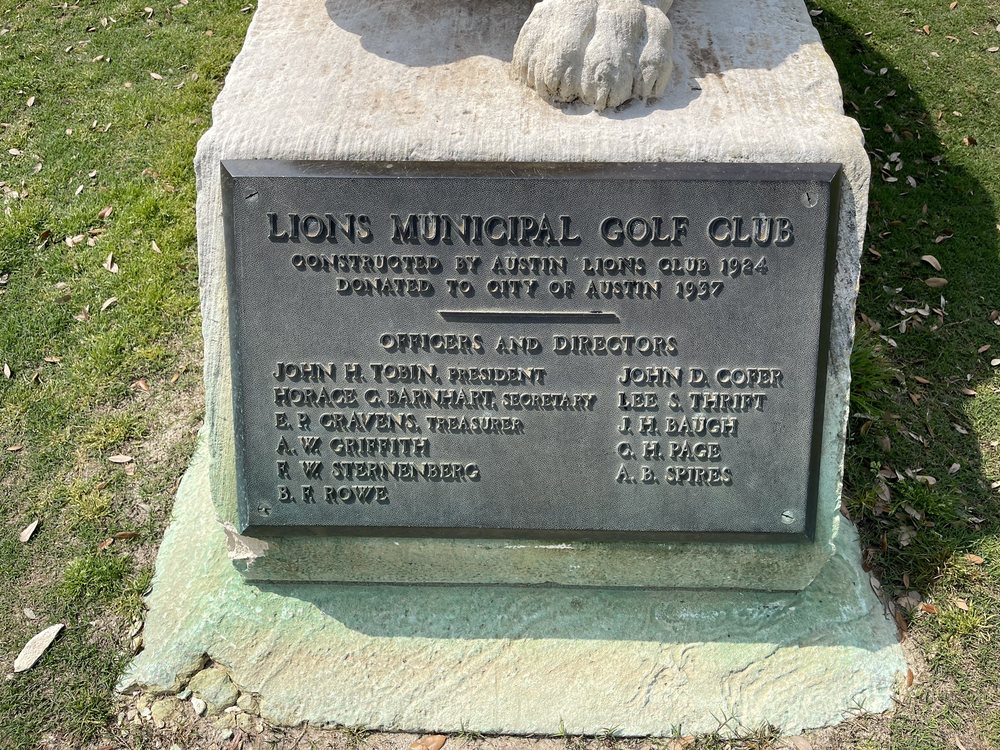 LIONS MUNICIPAL GOLF CLUB
CONSTRUCTED BY AUSTIN LIONS CLUB 1924
DONATED TO CITY OF AUSTIN 1937
OFFICERS AND DIRECTORS
JOHN H. TOBIN, PRESIDENT
HORACE C. BARNHART, SECRETARY
E. P. CRAVENS, TREASURER
A. W. GRIFFITH
F. W. STERNENBERG
B. F. ROWE
JOHN D. COFER
LEE S. THRIFT
J. H. BAUGH
C. H. PAGE
A. B. SPIRES